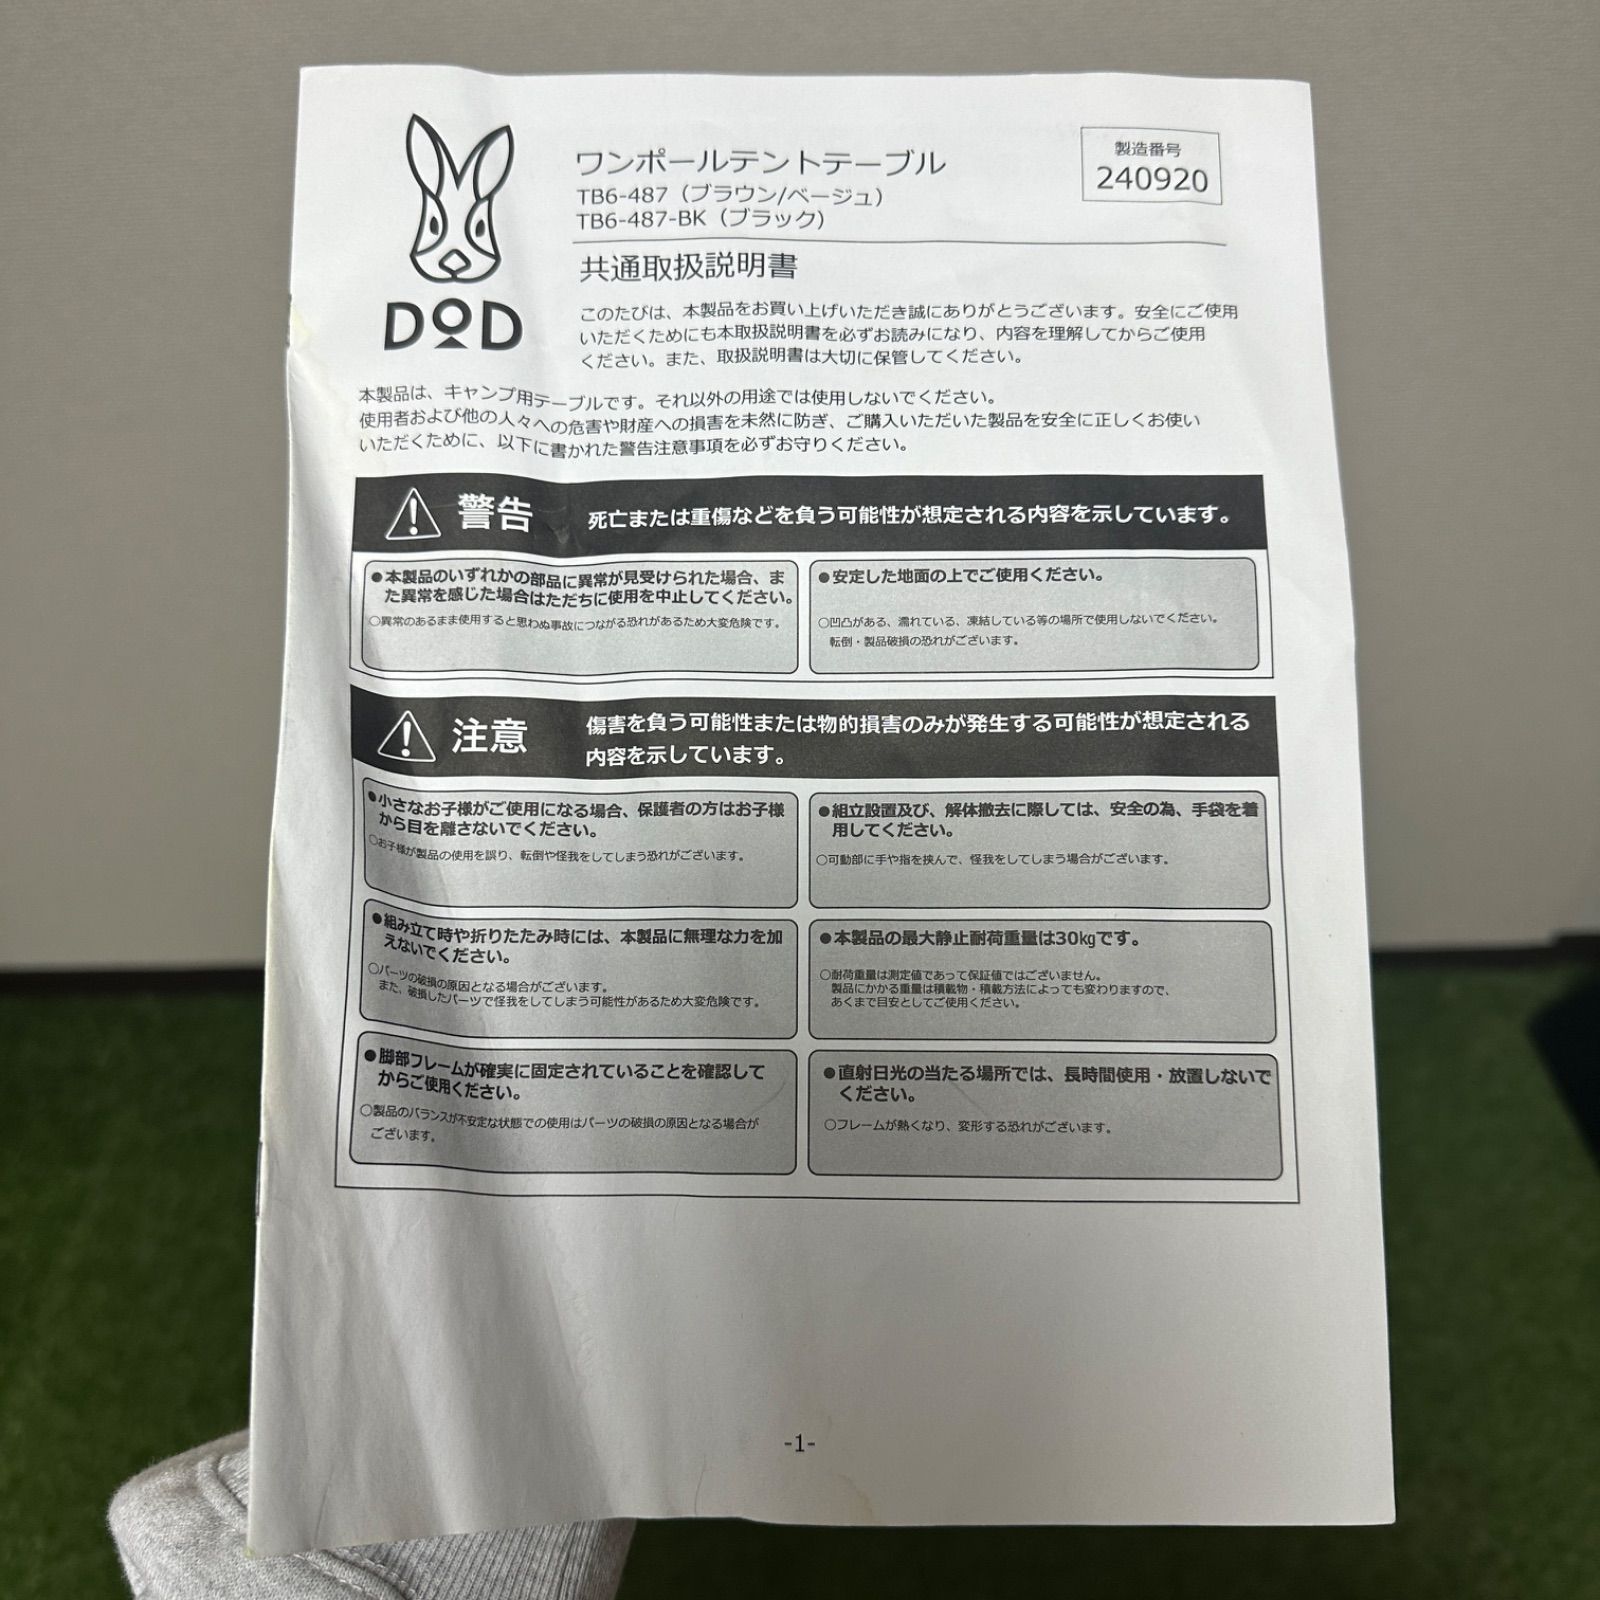 DOD
ワンポールテントテーブル
TB6-487（ブラウン/ベージュ）
TB6-487-BK（ブラック）
製造番号
240920
共通取扱説明書
このたびは、本製品をお買い上げいただき誠にありがとうございます。安全にご使用
いただくためにも本取扱説明書を必ずお読みになり、内容を理解してからご使用
ください。また、取扱説明書は大切に保管してください。
本製品は、キャンプ用テーブルです。それ以外の用途では使用しないでください。
使用者および他の人々への危害や財産への損害を未然に防ぎ、ご購入いただいた製品を安全に正しくお使い
いただくために、以下に書かれた警告注意事項を必ずお守りください。
警告
死亡または重傷などを負う可能性が想定される内容を示しています。
●本製品のいずれかの部品に異常が見受けられた場合、ま
た異常を感じた場合はただちに使用を中止してください。
○異常のあるまま使用すると思わぬ事故につながる恐れがあるため大変危険です。
●安定した地面の上でご使用ください。
○凹凸がある、濡れている、凍結している等の場所で使用しないでください。
転倒・製品破損の恐れがございます。
注意
傷害を負う可能性または物的損害のみが発生する可能性が想定される
内容を示しています。
●小さなお子様がご使用になる場合、保護者の方はお子様
から目を離さないでください。
○お子様が製品の使用を誤り、転倒や怪我をしてしまう恐れがございます。
●組立設置及び、解体撤去に際しては、安全の為、手袋を着
用してください。
○可動部に手や指を挟んで、怪我をしてしまう場合がございます。
●組み立て時や折りたたみ時には、本製品に無理な力を加
えないでください。
○パーツの破損の原因となる場合がございます。
また、破損したパーツで怪我をしてしまう可能性があるため大変危険です。
●本製品の最大静止耐荷重量は30kgです。
○耐荷重量は測定値であって保証値ではございません。
製品にかかる重量は積載物・積載方法によっても変わりますので、
あくまで目安としてご使用ください。
●脚部フレームが確実に固定されていることを確認して
からご使用ください。
○製品のバランスが不安定な状態での使用はパーツの破損の原因となる場合が
ございます。
●直射日光の当たる場所では、長時間使用・放置しないで
ください。
○フレームが熱くなり、変形する恐れがございます。
-1-